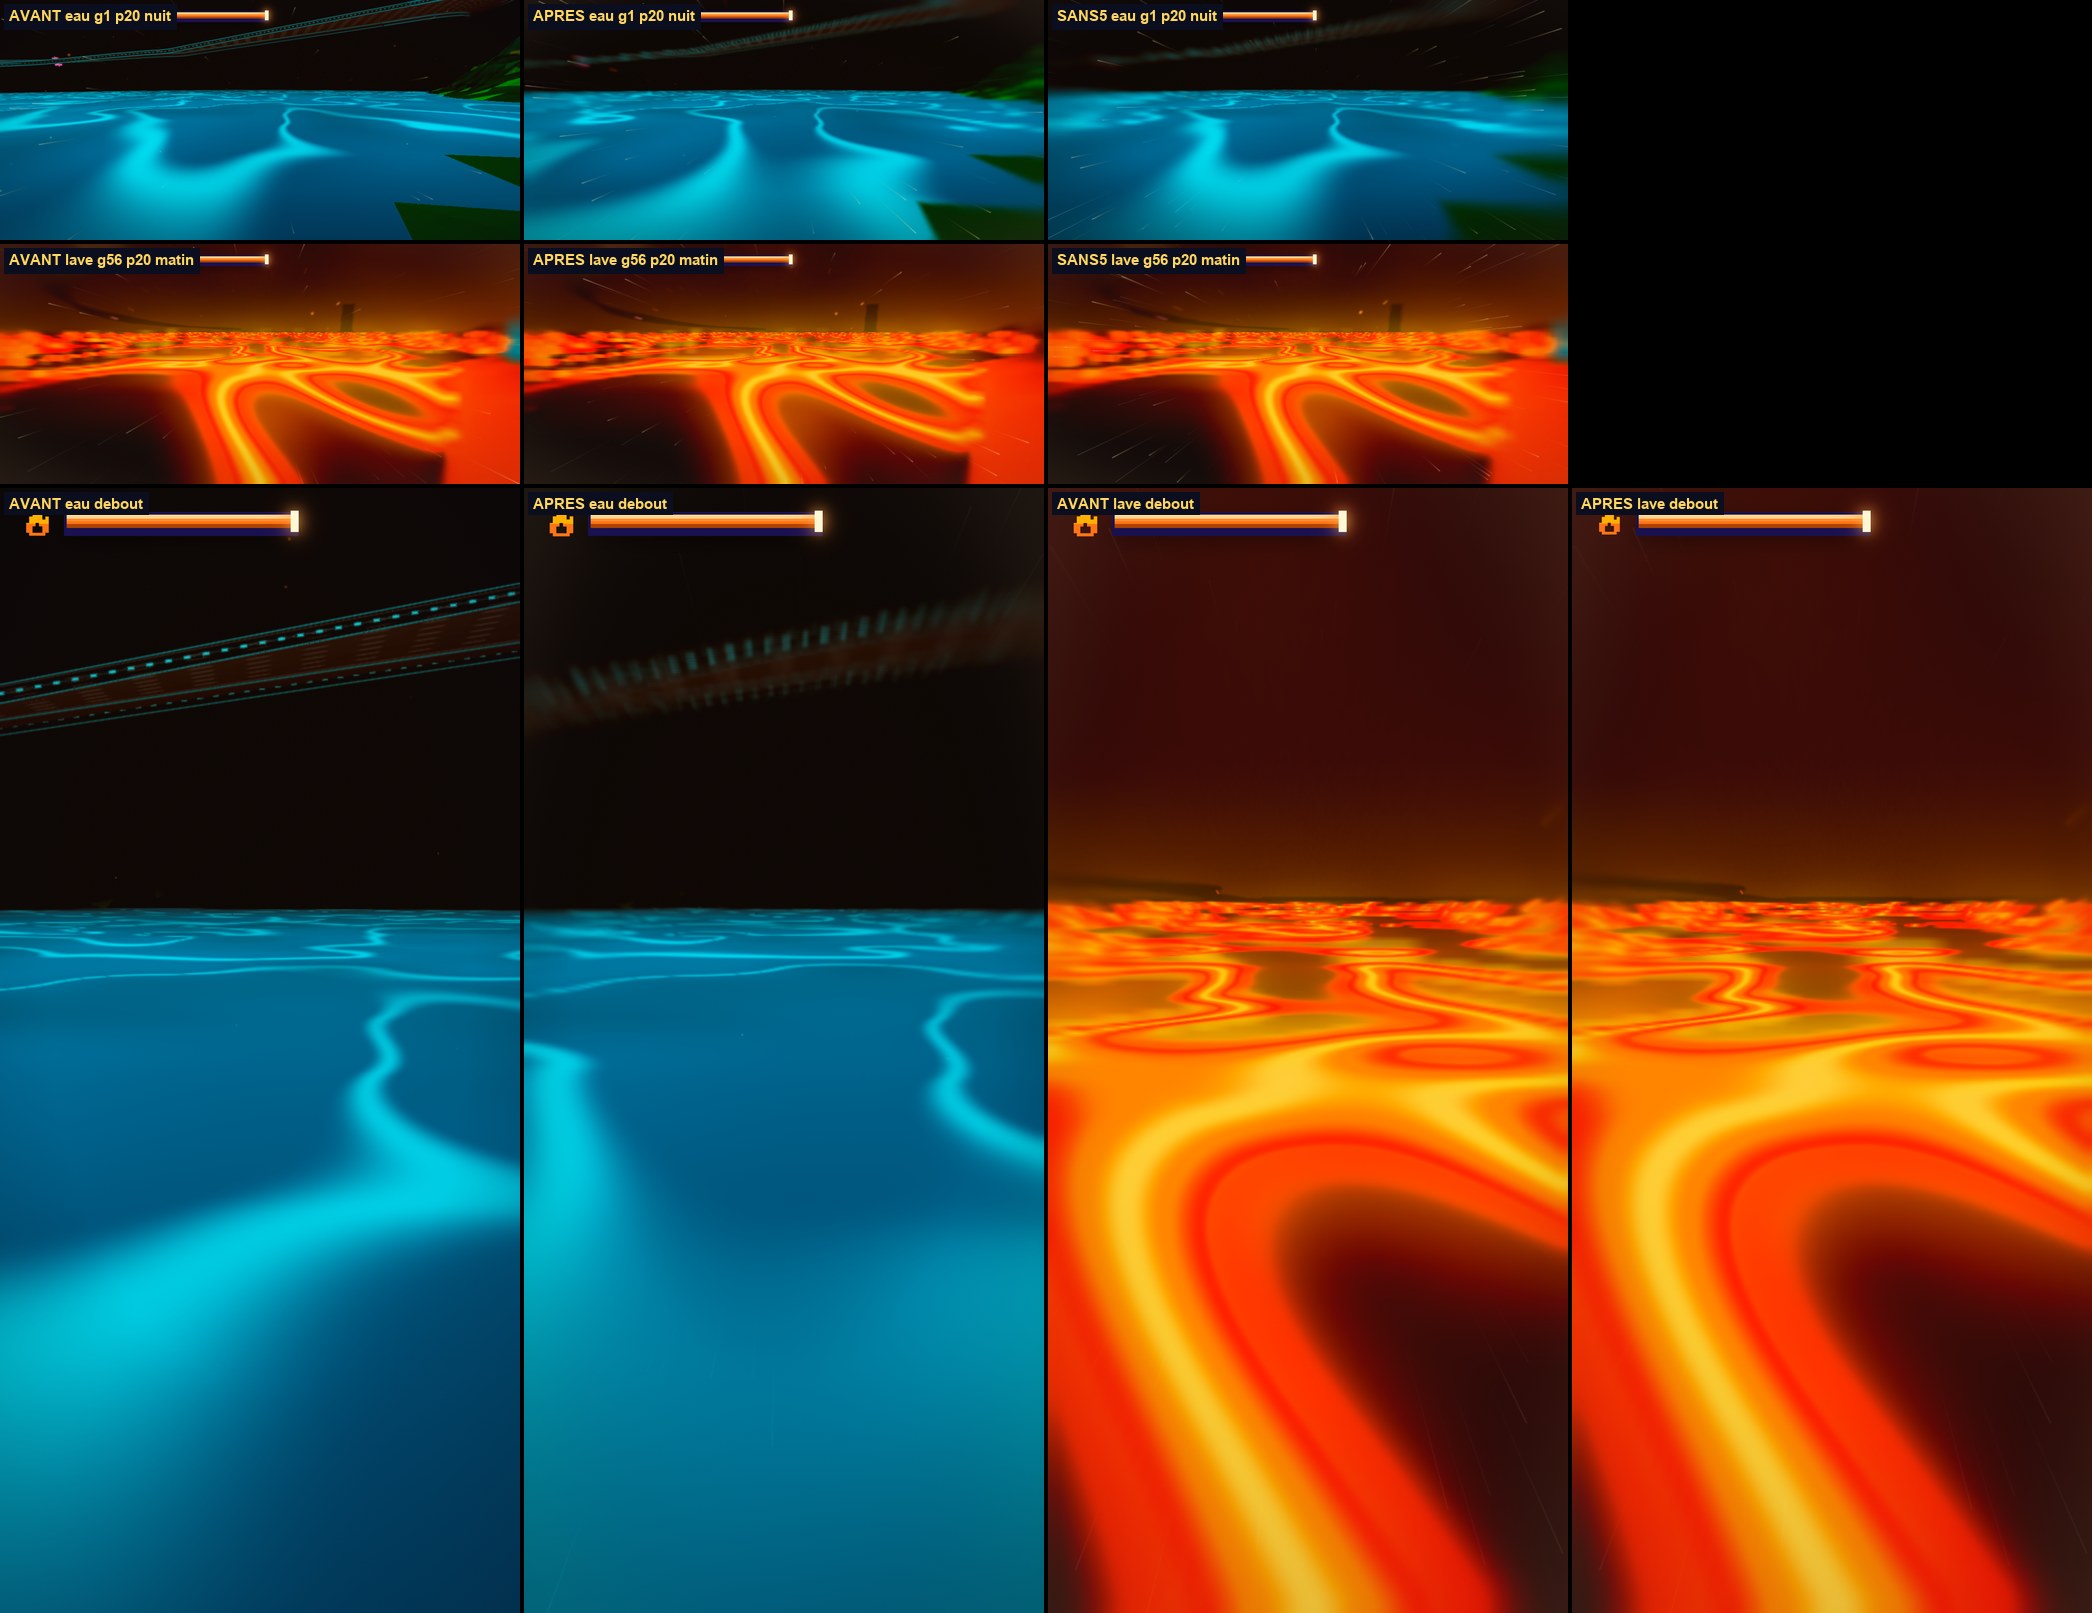 AVANT eau g1 p20 nuit
APRES eau g1 p20 nuit
SANS5 eau g1 p20 nuit
AVANT lave g56 p20 matin
APRES lave g56 p20 matin
SANS5 lave g56 p20 matin
AVANT eau debout
APRES eau debout
AVANT lave debout
APRES lave debout